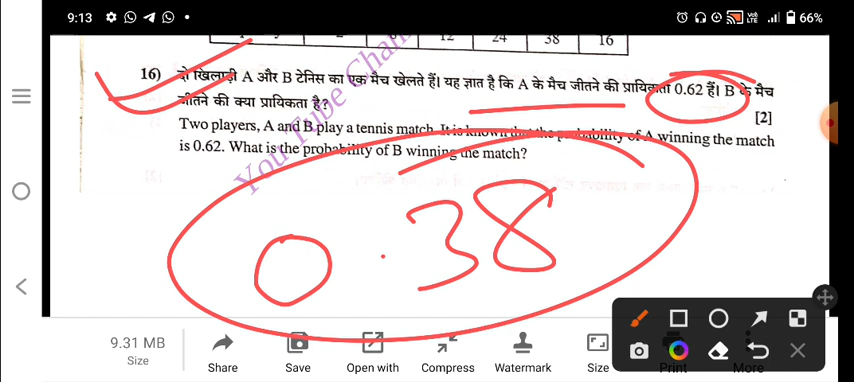 9:13 66%
12 24 38 16
16) दो खिलाड़ी A और B टेनिस का एक मैच खेलते हैं। यह ज्ञात है कि A के मैच जीतने की प्रायिकता 0.62 हैं। B के मैच
जीतने की क्या प्रायिकता है?
[2]
Two players, A and B play a tennis match. It is known that the probability of A winning the match
is 0.62. What is the probability of B winning the match?
You Tube Chan
0.38
9.31 MB
Size Share Save Open with Compress Watermark Size Print More